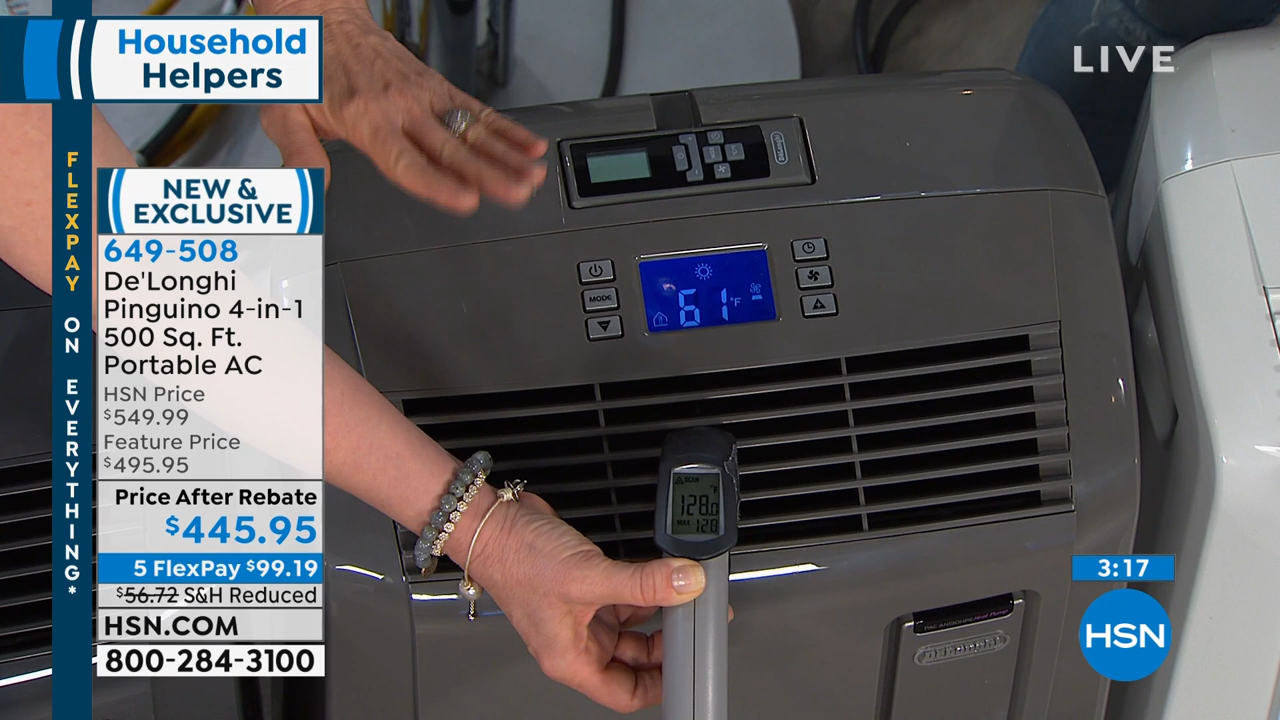 Household
Helpers
LIVE
FLEXPAY ON EVERYTHING*
NEW &
EXCLUSIVE
649-508
De'Longhi
Pinguino 4-in-1
500 Sq. Ft.
Portable AC
HSN Price
$549.99
Feature Price
$495.95
Price After Rebate
$445.95
5 FlexPay $99.19
$56.72 S&H Reduced
HSN.COM
800-284-3100
DeLonghi
MODE
61°F
SCAN
°F
128.0
MAX 128
3:17
HSN
DeLonghi